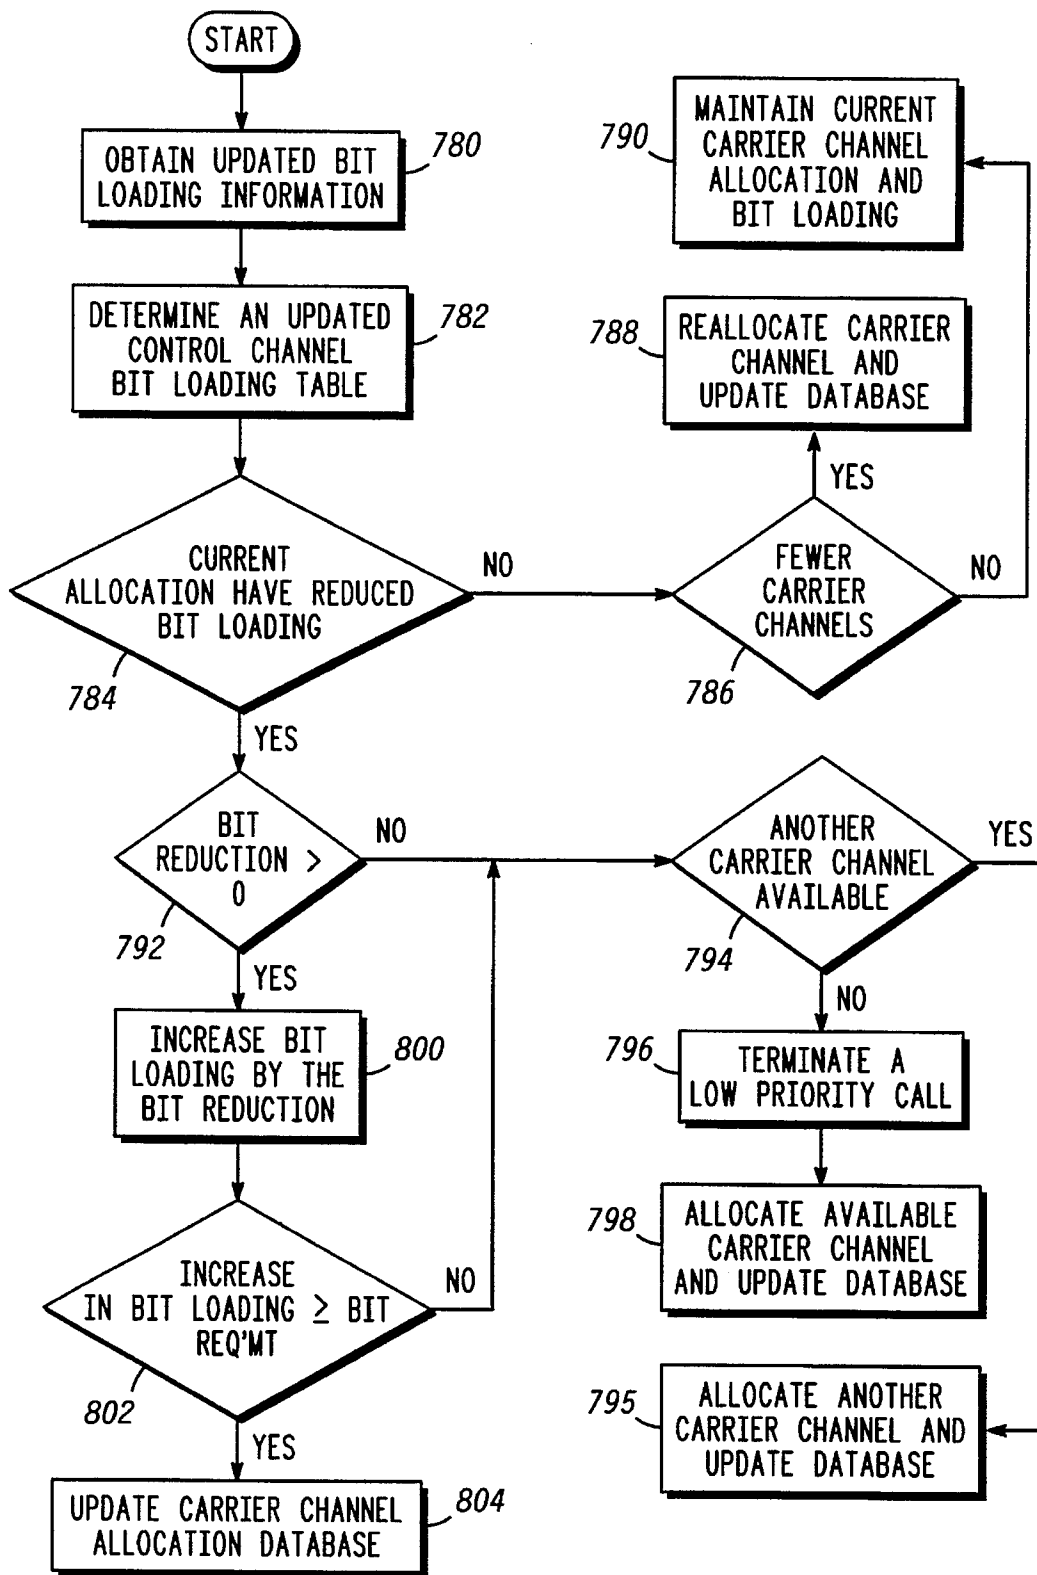 START
OBTAIN UPDATED BIT
LOADING INFORMATION
780
DETERMINE AN UPDATED
CONTROL CHANNEL
BIT LOADING TABLE
782
CURRENT
ALLOCATION HAVE REDUCED
BIT LOADING
784
NO
YES
FEWER
CARRIER
CHANNELS
786
YES
NO
REALLOCATE CARRIER
CHANNEL AND
UPDATE DATABASE
788
MAINTAIN CURRENT
CARRIER CHANNEL
ALLOCATION AND
BIT LOADING
790
BIT
REDUCTION >
0
792
NO
YES
ANOTHER
CARRIER CHANNEL
AVAILABLE
794
YES
NO
TERMINATE A
LOW PRIORITY CALL
796
ALLOCATE AVAILABLE
CARRIER CHANNEL
AND UPDATE DATABASE
798
ALLOCATE ANOTHER
CARRIER CHANNEL AND
UPDATE DATABASE
795
INCREASE BIT
LOADING BY THE
BIT REDUCTION
800
INCREASE
IN BIT LOADING ≥ BIT
REQ'MT
802
NO
YES
UPDATE CARRIER CHANNEL
ALLOCATION DATABASE
804